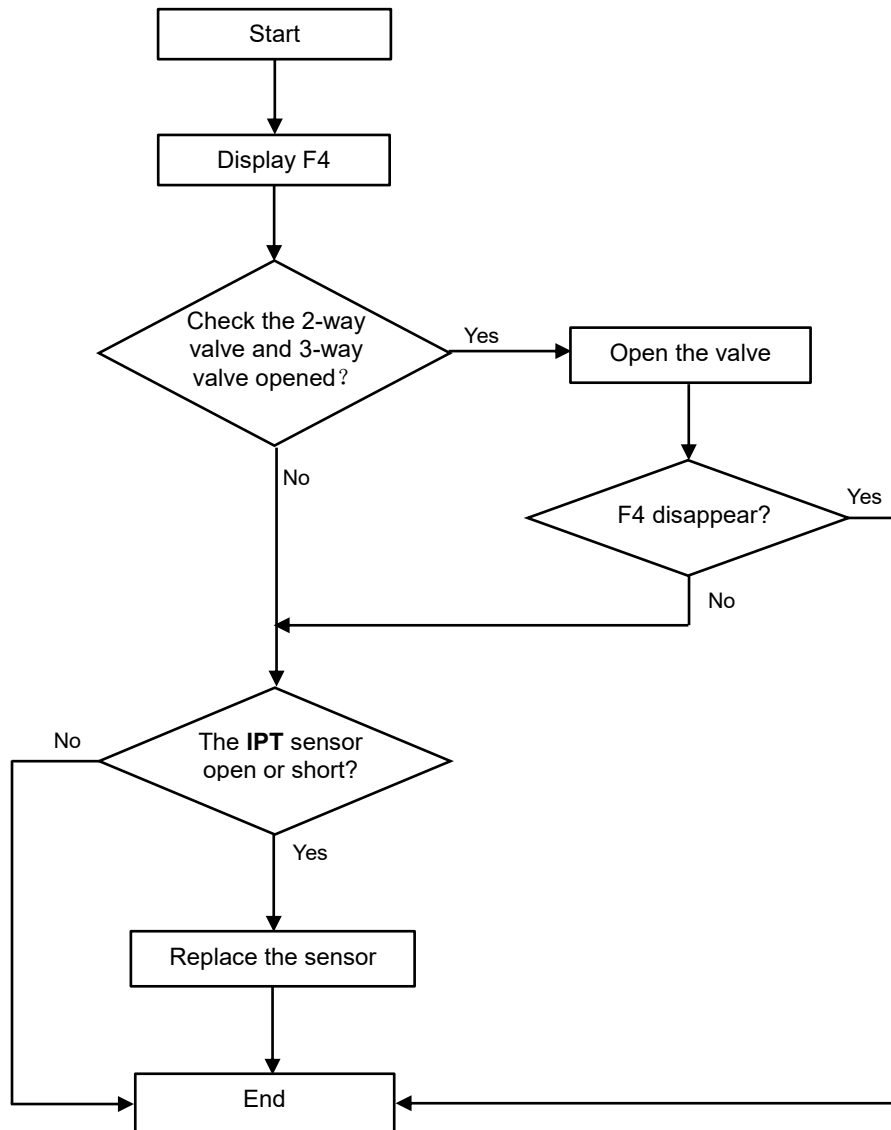 Start
Display F4
Check the 2-way
valve and 3-way
valve opened？
Yes
Open the valve
No
F4 disappear?
Yes
No
No
The IPT sensor
open or short?
Yes
Replace the sensor
End